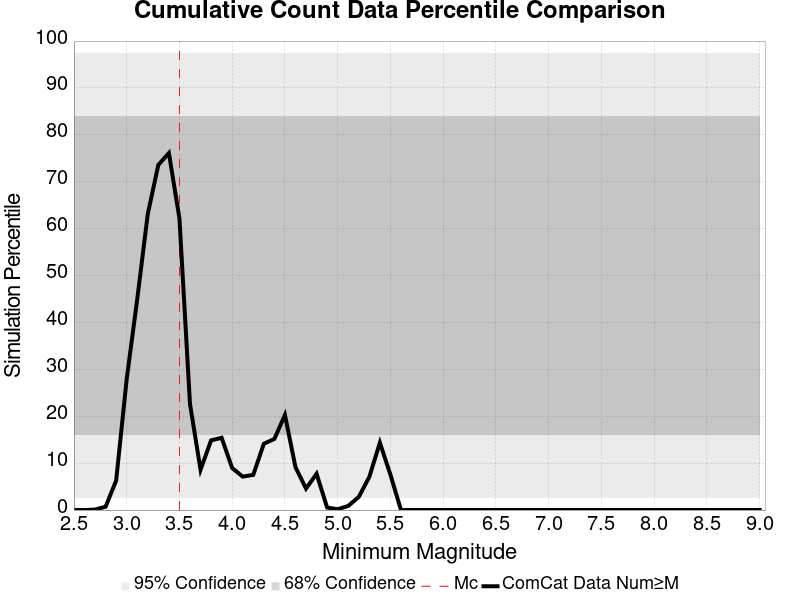 Cumulative Count Data Percentile Comparison
100
90
80
70
60
50
40
30
20
10
0
Simulation Percentile
2.5 3.0 3.5 4.0 4.5 5.0 5.5 6.0 6.5 7.0 7.5 8.0 8.5 9.0
Minimum Magnitude
95% Confidence 68% Confidence Mc ComCat Data Num≥M